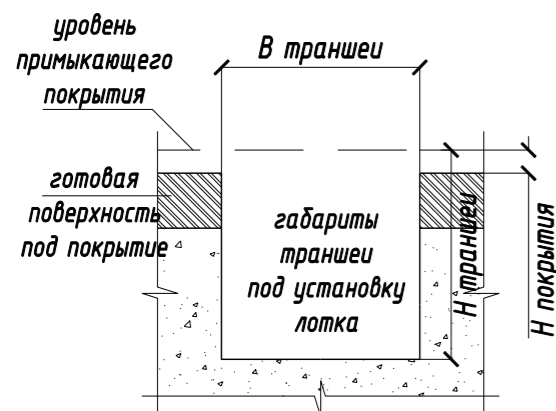 уровень
примыкающего
покрытия
В траншеи
готовая
поверхность
под покрытие
габариты
траншеи
под установку
лотка
Н траншеи
Н покрытия